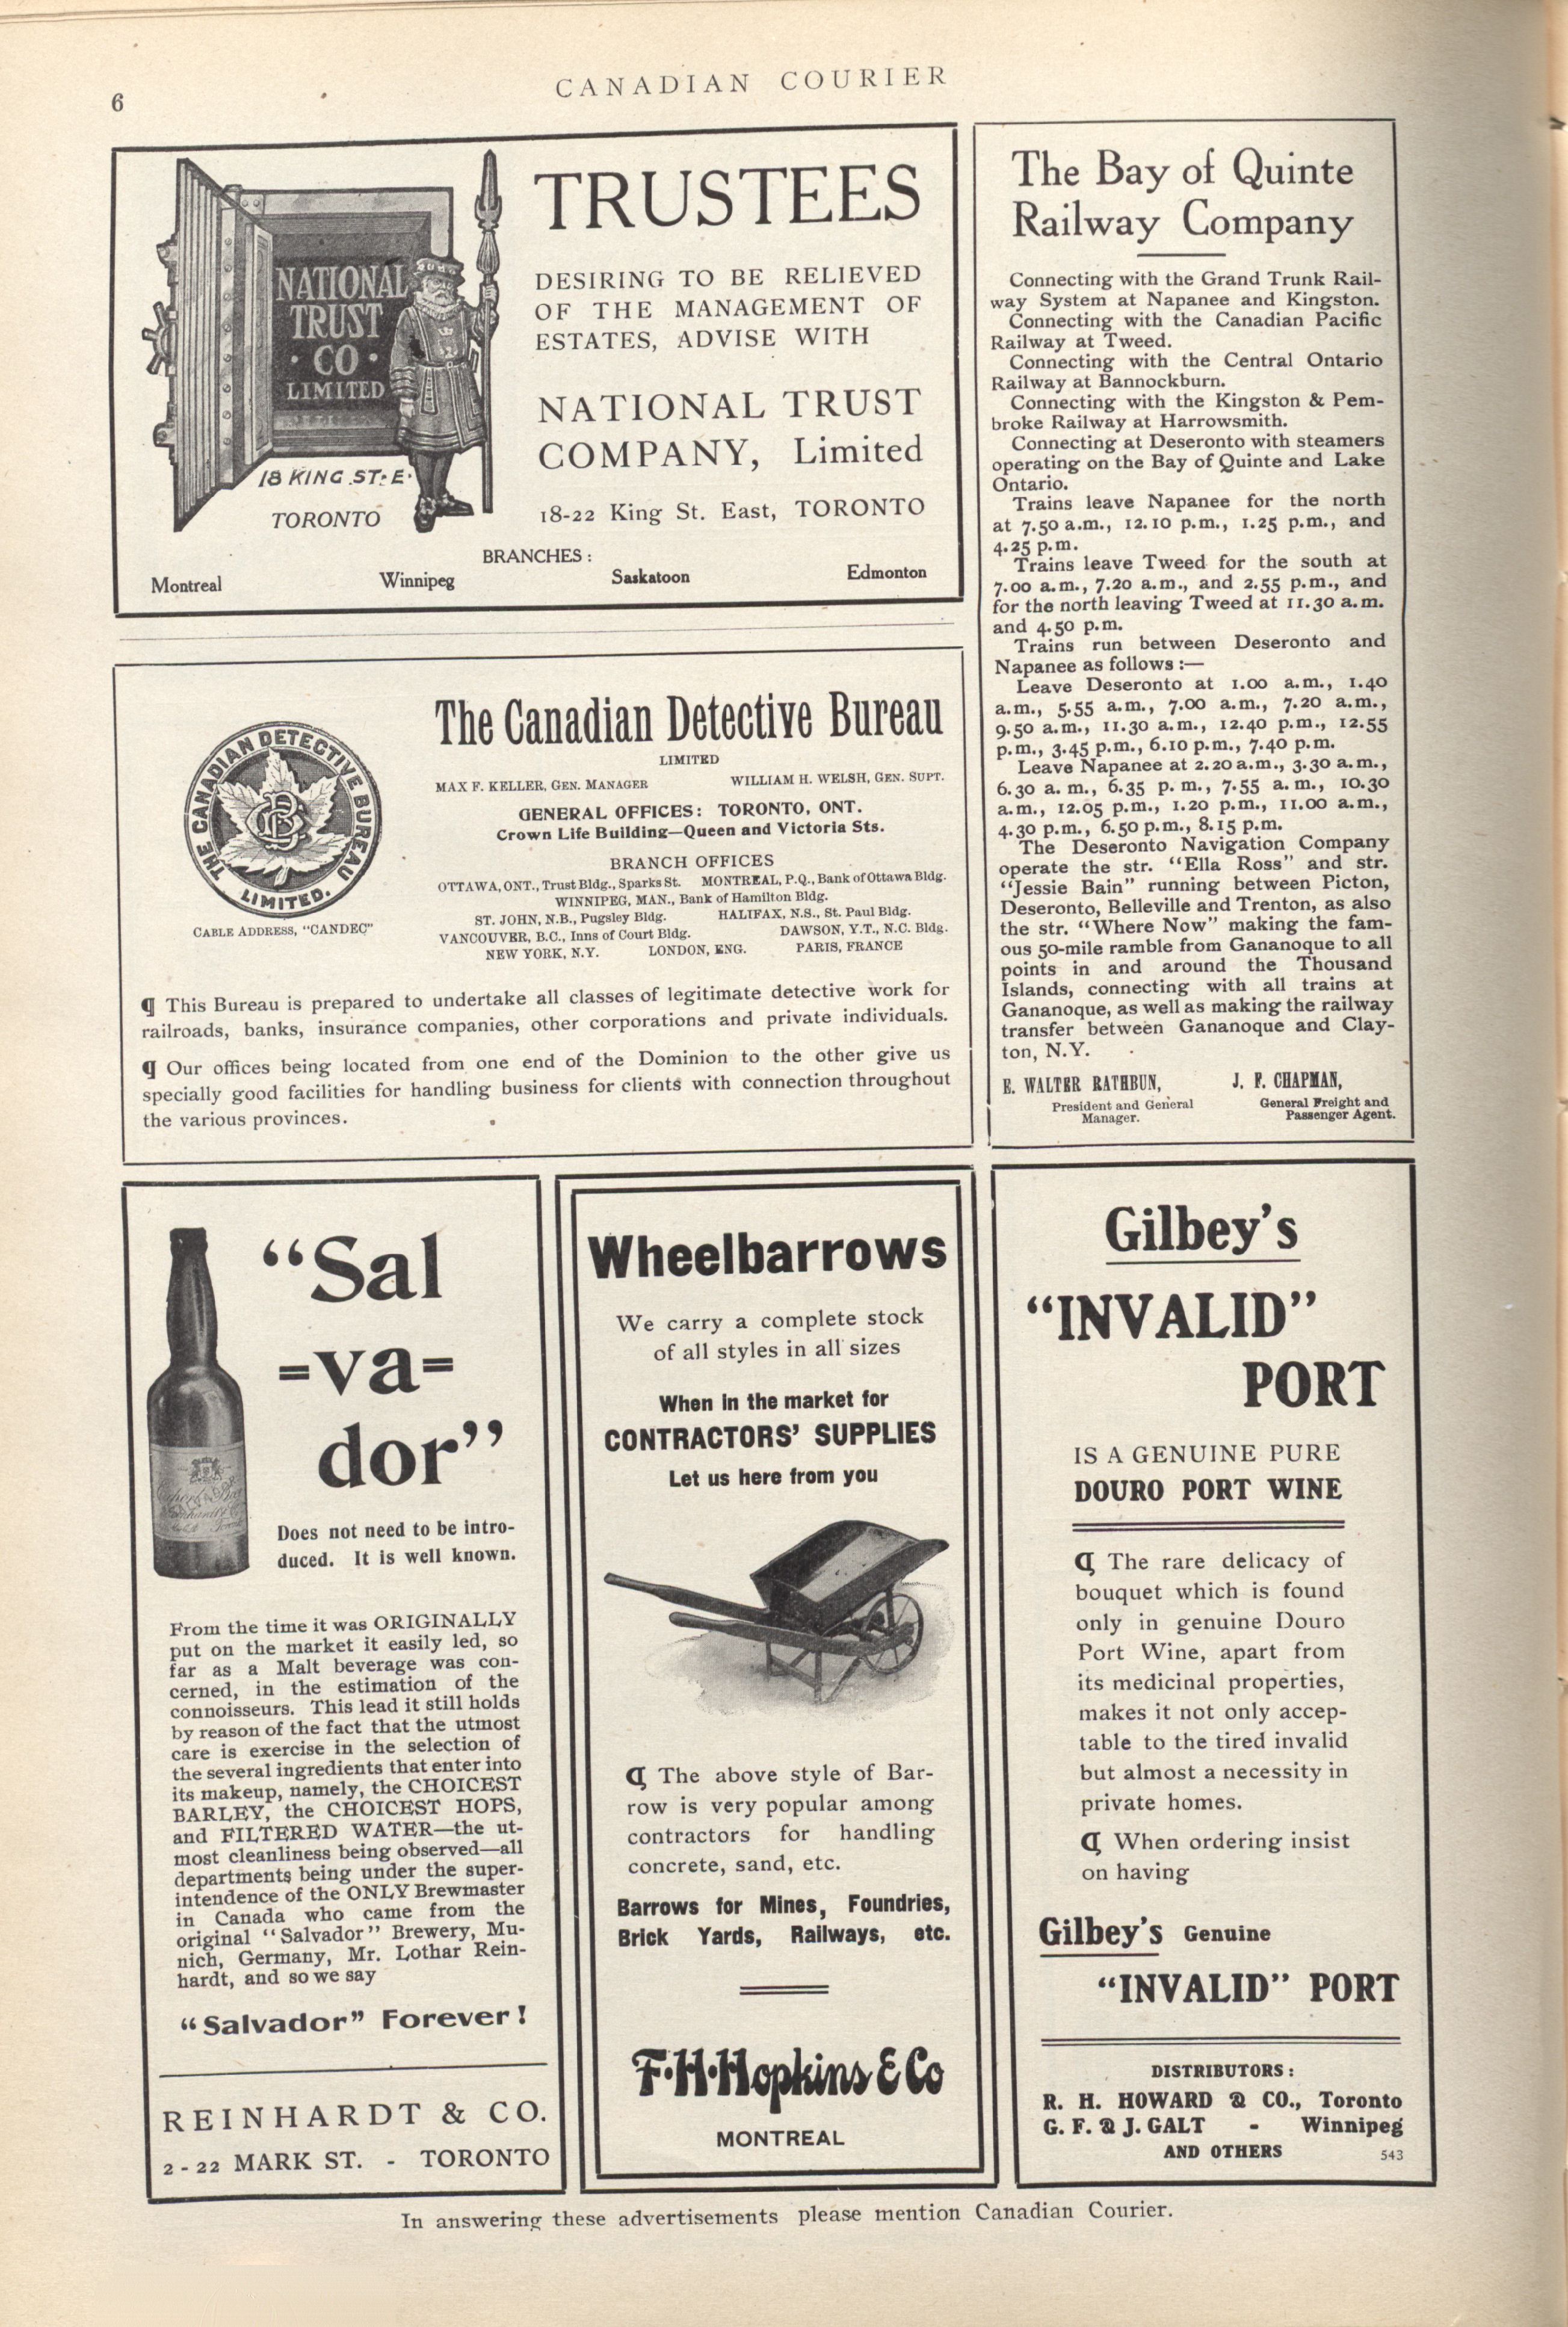 6
CANADIAN COURIER
NATIONAL
TRUST
· CO ·
LIMITED
18 KING ST·E·
TORONTO
TRUSTEES
DESIRING TO BE RELIEVED
OF THE MANAGEMENT OF
ESTATES, ADVISE WITH
NATIONAL TRUST
COMPANY, Limited
18-22 King St. East, TORONTO
BRANCHES:
Montreal Winnipeg Saskatoon Edmonton
The Bay of Quinte
Railway Company
Connecting with the Grand Trunk Rail-
way System at Napanee and Kingston.
Connecting with the Canadian Pacific
Railway at Tweed.
Connecting with the Central Ontario
Railway at Bannockburn.
Connecting with the Kingston & Pem-
broke Railway at Harrowsmith.
Connecting at Deseronto with steamers
operating on the Bay of Quinte and Lake
Ontario.
Trains leave Napanee for the north
at 7.50 a.m., 12.10 p.m., 1.25 p.m., and
4.25 p.m.
Trains leave Tweed for the south at
7.00 a.m., 7.20 a.m., and 2.55 p.m., and
for the north leaving Tweed at 11.30 a.m.
and 4.50 p.m.
Trains run between Deseronto and
Napanee as follows:—
Leave Deseronto at 1.00 a.m., 1.40
a.m., 5.55 a.m., 7.00 a.m., 7.20 a.m.,
9.50 a.m., 11.30 a.m., 12.40 p.m., 12.55
p.m., 3.45 p.m., 6.10 p.m., 7.40 p.m.
Leave Napanee at 2.20 a.m., 3.30 a.m.,
6.30 a. m., 6.35 p. m., 7.55 a. m., 10.30
a.m., 12.05 p.m., 1.20 p.m., 11.00 a.m.,
4.30 p.m., 6.50 p.m., 8.15 p.m.
The Deseronto Navigation Company
operate the str. "Ella Ross" and str.
"Jessie Bain" running between Picton,
Deseronto, Belleville and Trenton, as also
the str. "Where Now" making the fam-
ous 50-mile ramble from Gananoque to all
points in and around the Thousand
Islands, connecting with all trains at
Gananoque, as well as making the railway
transfer between Gananoque and Clay-
ton, N.Y.
E. WALTER RATHBUN, J. F. CHAPMAN,
President and General General Freight and
Manager. Passenger Agent.
THE CANADIAN DETECTIVE BUREAU
LIMITED.
CDB
CABLE ADDRESS, "CANDEC"
The Canadian Detective Bureau
LIMITED
MAX F. KELLER, GEN. MANAGER WILLIAM H. WELSH, GEN. SUPT.
GENERAL OFFICES: TORONTO, ONT.
Crown Life Building—Queen and Victoria Sts.
BRANCH OFFICES
OTTAWA, ONT., Trust Bldg., Sparks St. MONTREAL, P.Q., Bank of Ottawa Bldg.
WINNIPEG, MAN., Bank of Hamilton Bldg.
ST. JOHN, N.B., Pugsley Bldg. HALIFAX, N.S., St. Paul Bldg.
VANCOUVER, B.C., Inns of Court Bldg. DAWSON, Y.T., N.C. Bldg.
NEW YORK, N.Y. LONDON, ENG. PARIS, FRANCE
¶ This Bureau is prepared to undertake all classes of legitimate detective work for
railroads, banks, insurance companies, other corporations and private individuals.
¶ Our offices being located from one end of the Dominion to the other give us
specially good facilities for handling business for clients with connection throughout
the various provinces.
"Sal
=va=
dor"
Does not need to be intro-
duced. It is well known.
From the time it was ORIGINALLY
put on the market it easily led, so
far as a Malt beverage was con-
cerned, in the estimation of the
connoisseurs. This lead it still holds
by reason of the fact that the utmost
care is exercise in the selection of
the several ingredients that enter into
its makeup, namely, the CHOICEST
BARLEY, the CHOICEST HOPS,
and FILTERED WATER—the ut-
most cleanliness being observed—all
departments being under the super-
intendence of the ONLY Brewmaster
in Canada who came from the
original "Salvador" Brewery, Mu-
nich, Germany, Mr. Lothar Rein-
hardt, and so we say
"Salvador" Forever!
REINHARDT & CO.
2-22 MARK ST. - TORONTO
Wheelbarrows
We carry a complete stock
of all styles in all sizes
When in the market for
CONTRACTORS' SUPPLIES
Let us here from you
¶ The above style of Bar-
row is very popular among
contractors for handling
concrete, sand, etc.
Barrows for Mines, Foundries,
Brick Yards, Railways, etc.
F·H·Hopkins & Co
MONTREAL
Gilbey's
"INVALID"
PORT
IS A GENUINE PURE
DOURO PORT WINE
¶ The rare delicacy of
bouquet which is found
only in genuine Douro
Port Wine, apart from
its medicinal properties,
makes it not only accep-
table to the tired invalid
but almost a necessity in
private homes.
¶ When ordering insist
on having
Gilbey's Genuine
"INVALID" PORT
DISTRIBUTORS:
R. H. HOWARD & CO., Toronto
G. F. & J. GALT - Winnipeg
AND OTHERS 543
In answering these advertisements please mention Canadian Courier.